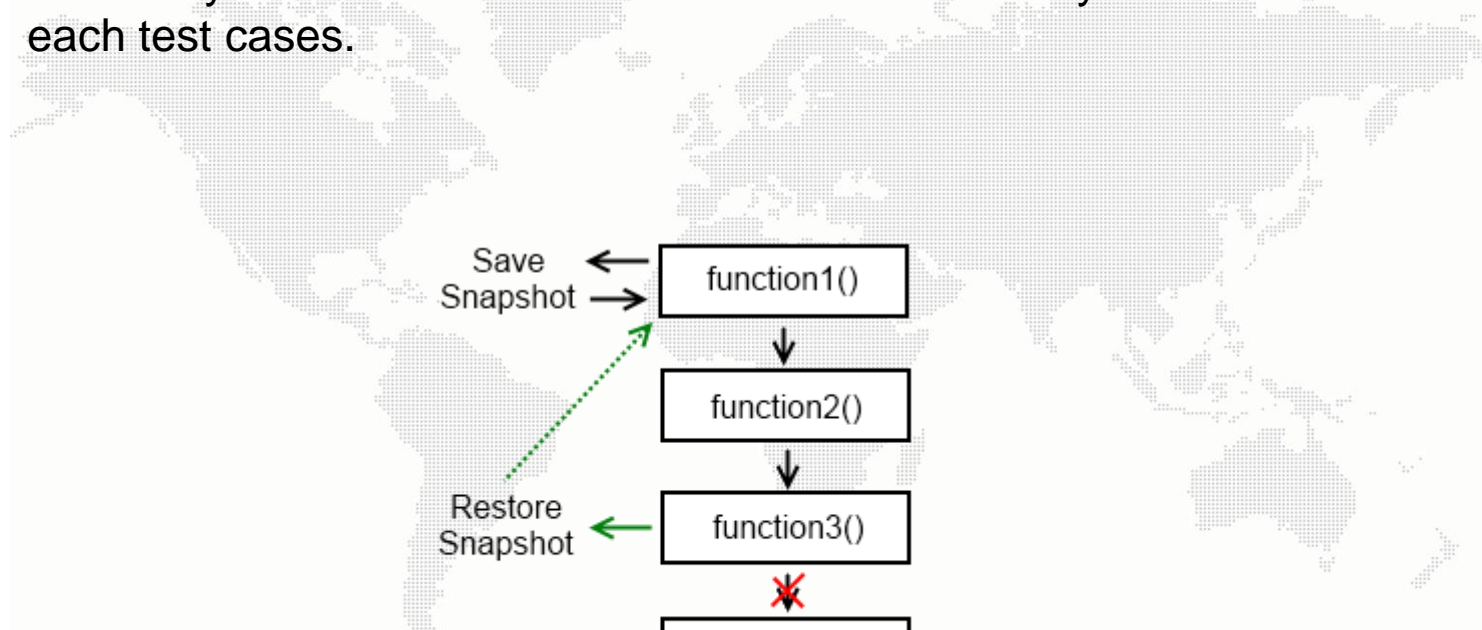 each test cases.
Save
Snapshot
function1()
function2()
Restore
Snapshot
function3()